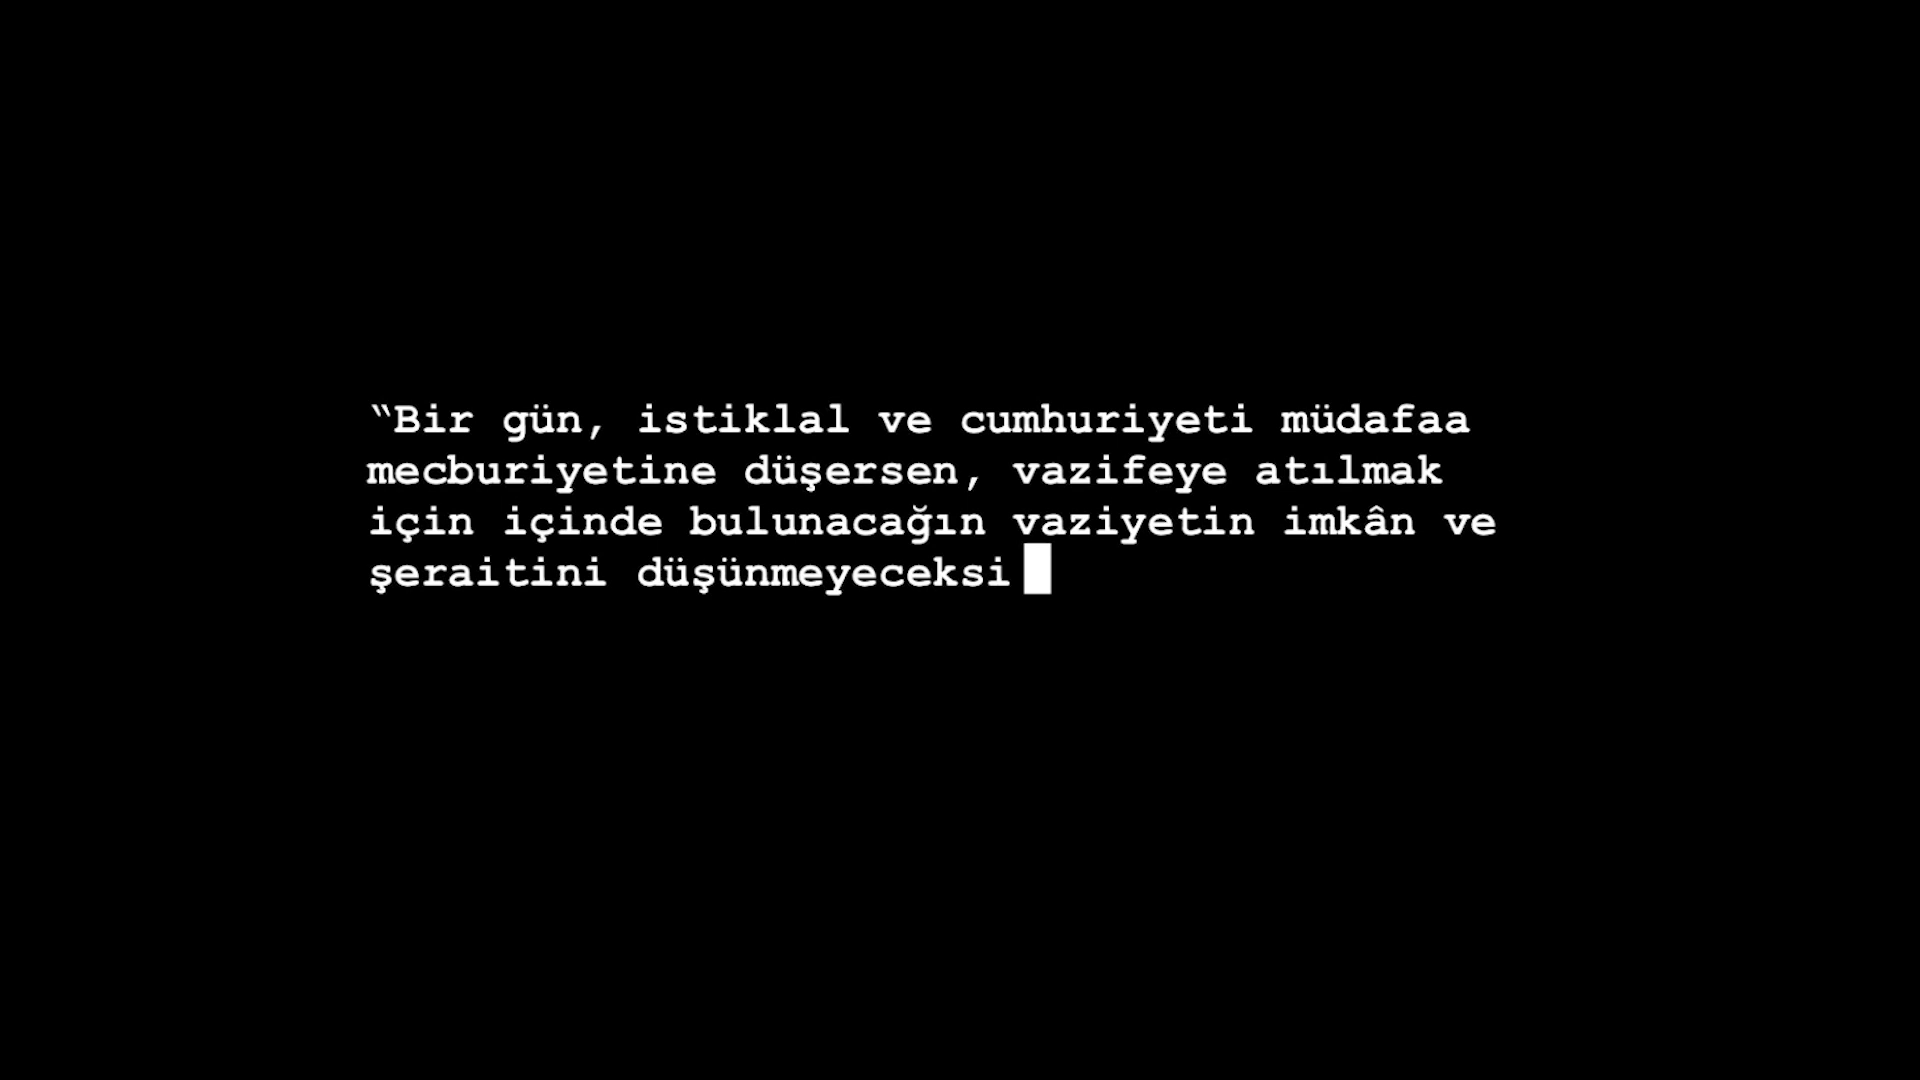 “Bir gün, istiklal ve cumhuriyeti müdafaa
mecburiyetine düşersen, vazifeye atılmak
için içinde bulunacağın vaziyetin imkân ve
şeraitini düşünmeyeceksi